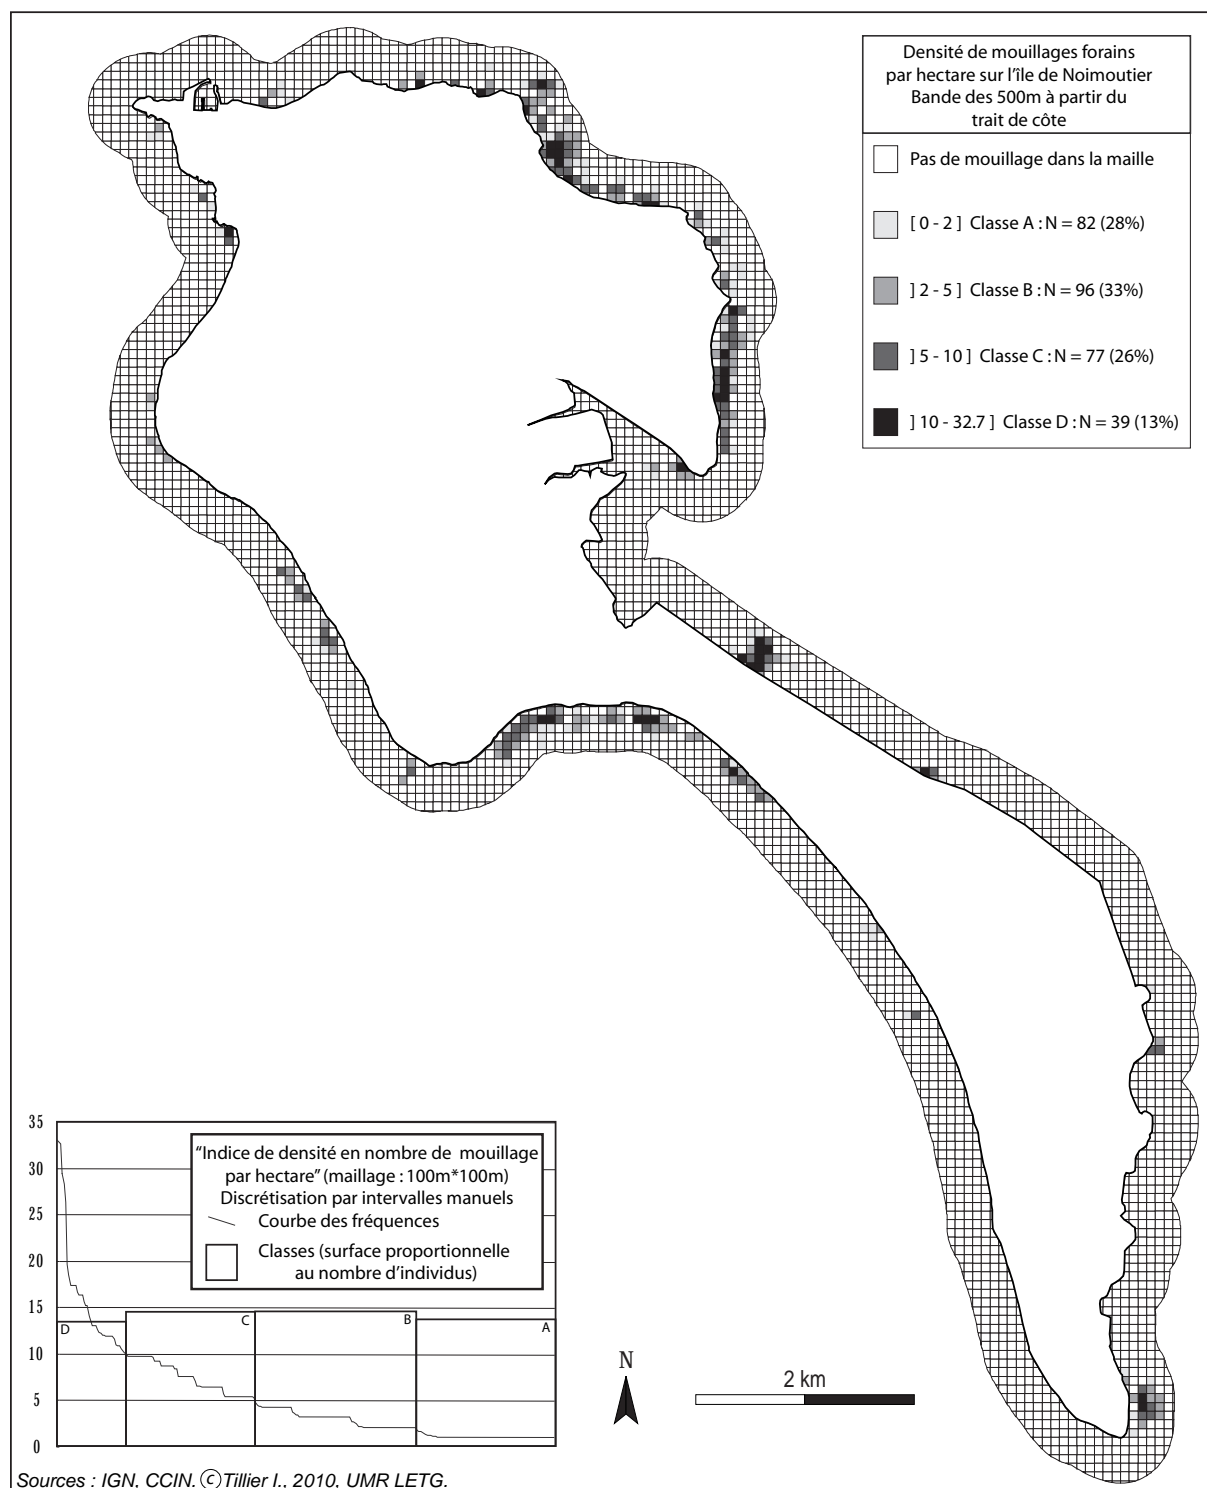 Densité de mouillages forains
par hectare sur l'île de Noimoutier
Bande des 500m à partir du
trait de côte
Pas de mouillage dans la maille
[ 0 - 2 ] Classe A : N = 82 (28%)
] 2 - 5 ] Classe B : N = 96 (33%)
] 5 - 10 ] Classe C : N = 77 (26%)
] 10 - 32.7 ] Classe D : N = 39 (13%)
35
30
25
20
15
10
5
0
"Indice de densité en nombre de mouillage
par hectare" (maillage : 100m*100m)
Discrétisation par intervalles manuels
Courbe des fréquences
Classes (surface proportionnelle
au nombre d'individus)
D
C
B
A
N
2 km
Sources : IGN, CCIN. © Tillier I., 2010, UMR LETG.